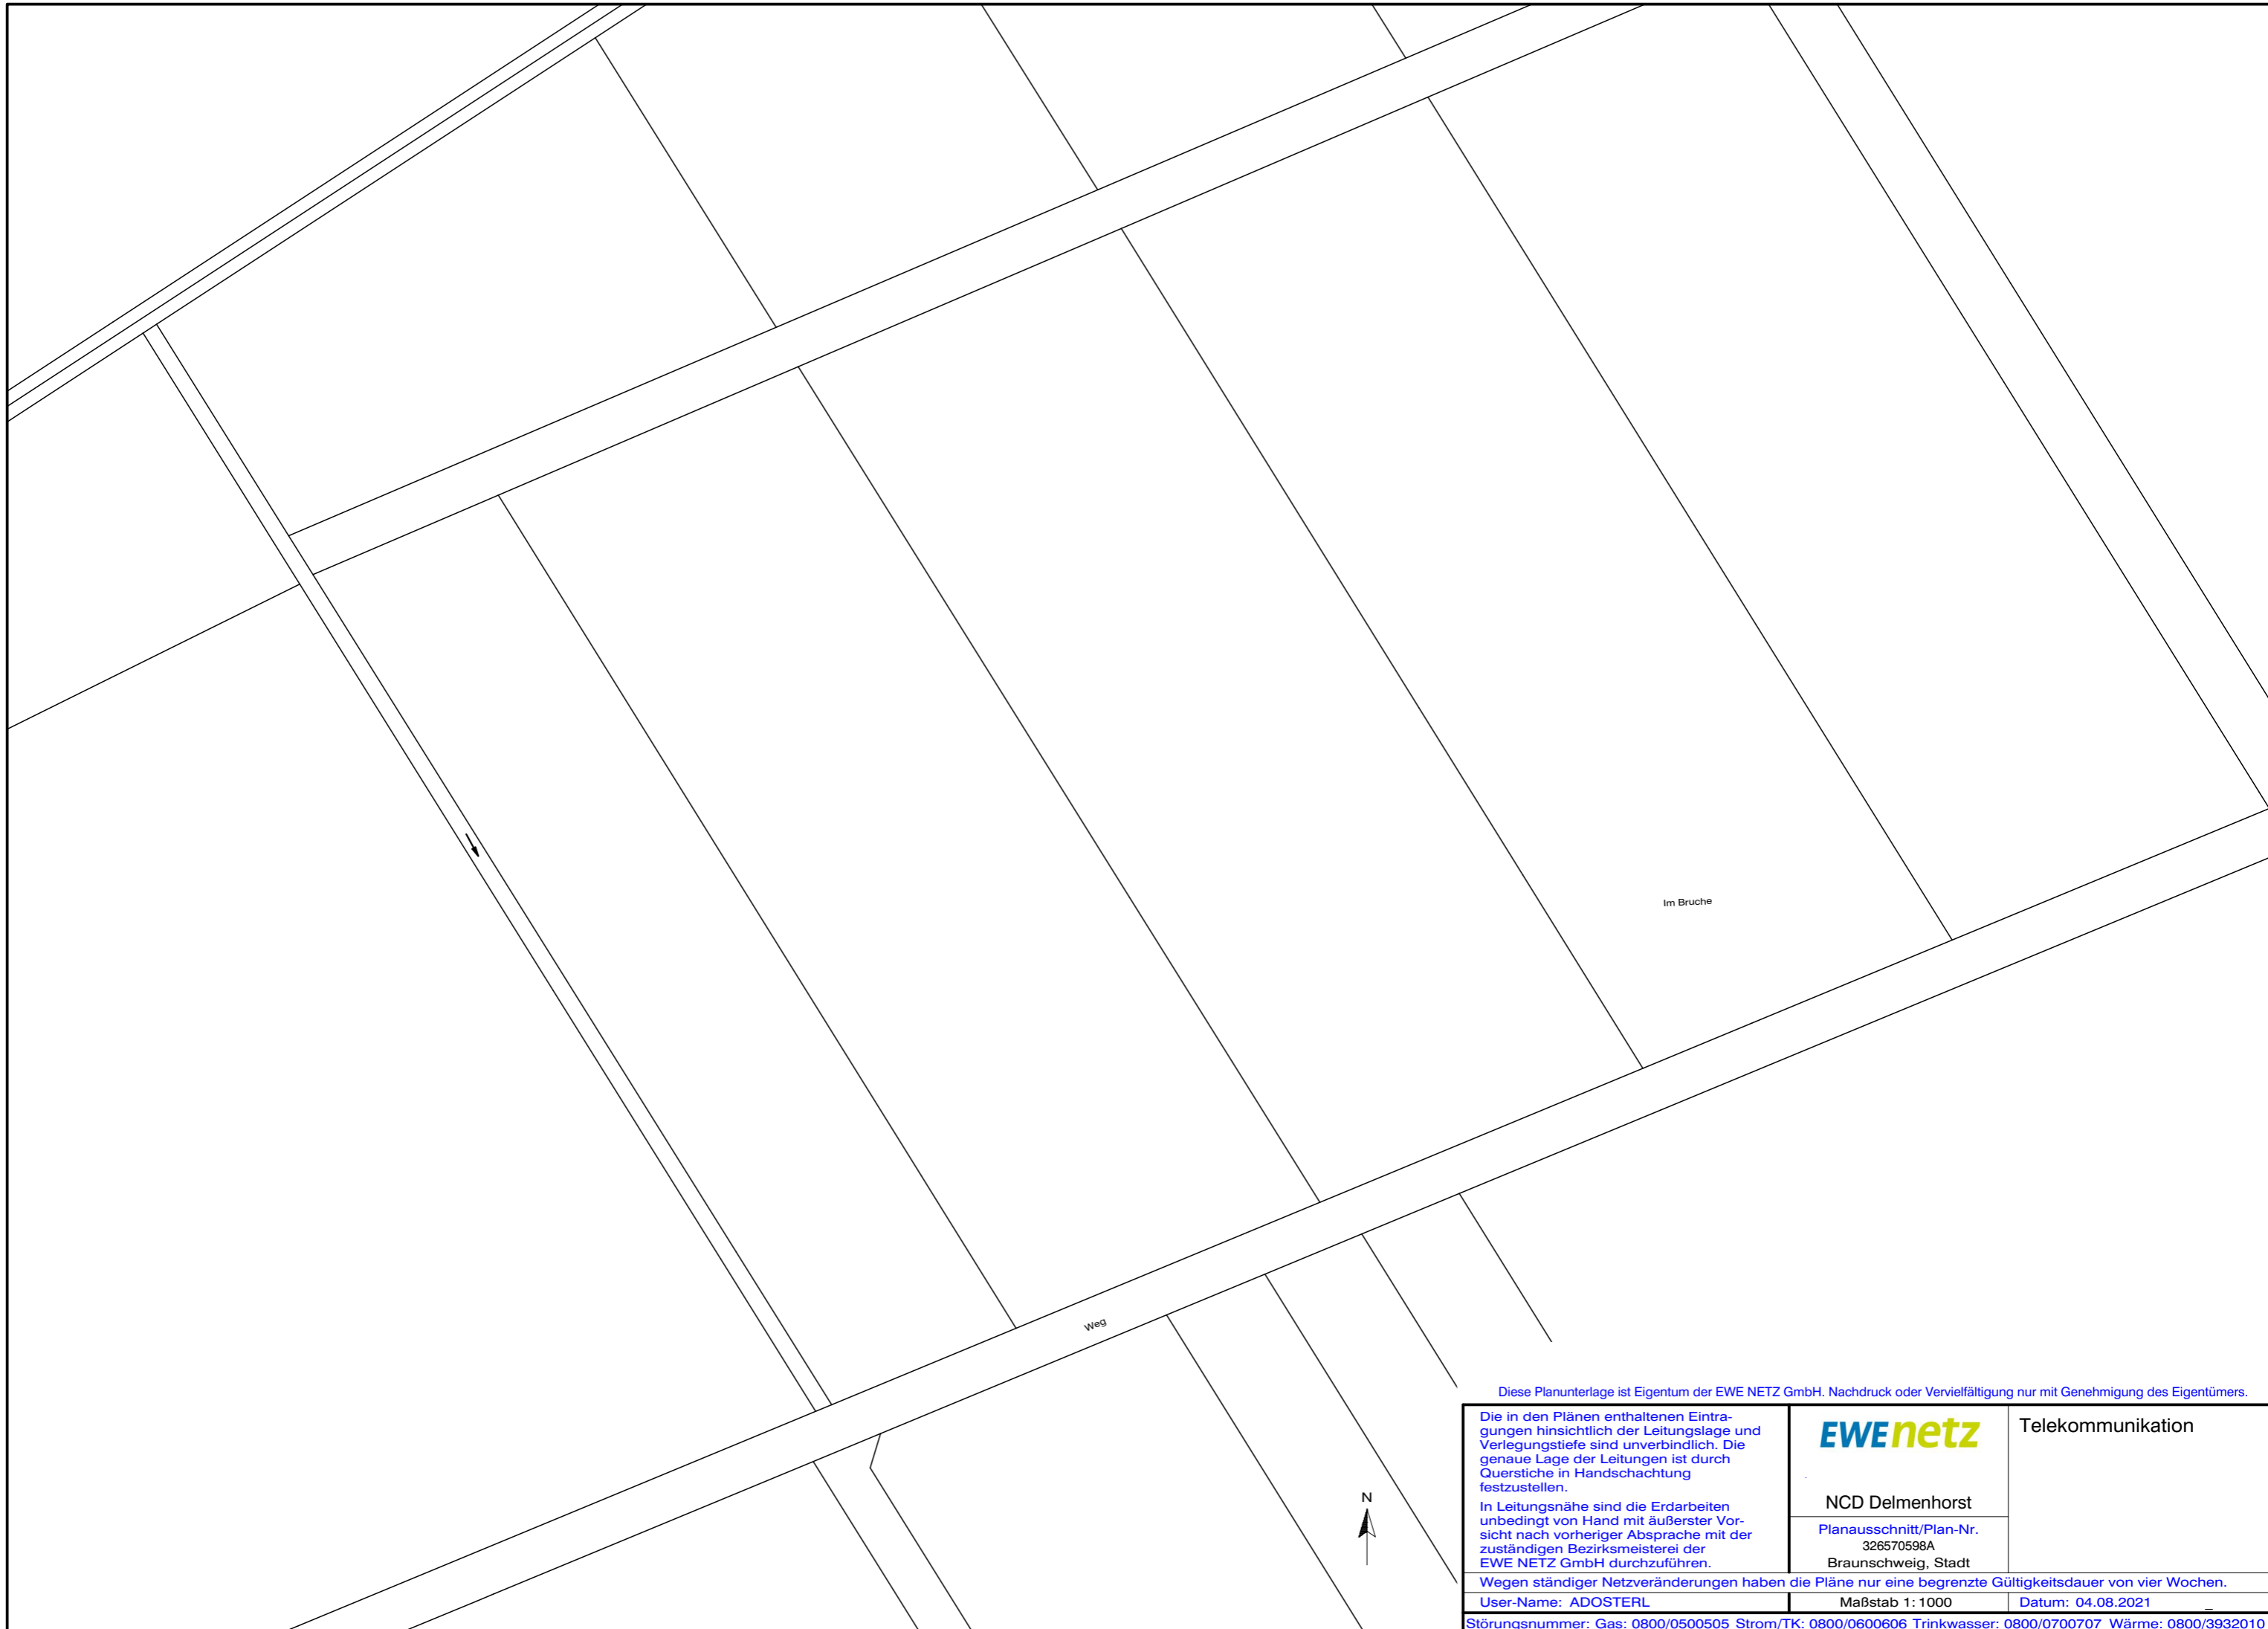 Im Bruche
Weg
N
Diese Planunterlage ist Eigentum der EWE NETZ GmbH. Nachdruck oder Vervielfältigung nur mit Genehmigung des Eigentümers.
Die in den Plänen enthaltenen Eintra-
gungen hinsichtlich der Leitungslage und
Verlegungstiefe sind unverbindlich. Die
genaue Lage der Leitungen ist durch
Querstiche in Handschachtung
festzustellen.
In Leitungsnähe sind die Erdarbeiten
unbedingt von Hand mit äußerster Vor-
sicht nach vorheriger Absprache mit der
zuständigen Bezirksmeisterei der
EWE NETZ GmbH durchzuführen.
EWE netz
NCD Delmenhorst
Planausschnitt/Plan-Nr.
326570598A
Braunschweig, Stadt
Telekommunikation
Wegen ständiger Netzveränderungen haben die Pläne nur eine begrenzte Gültigkeitsdauer von vier Wochen.
User-Name: ADOSTERL
Maßstab 1: 1000
Datum: 04.08.2021 _
Störungsnummer: Gas: 0800/0500505 Strom/TK: 0800/0600606 Trinkwasser: 0800/0700707 Wärme: 0800/3932010